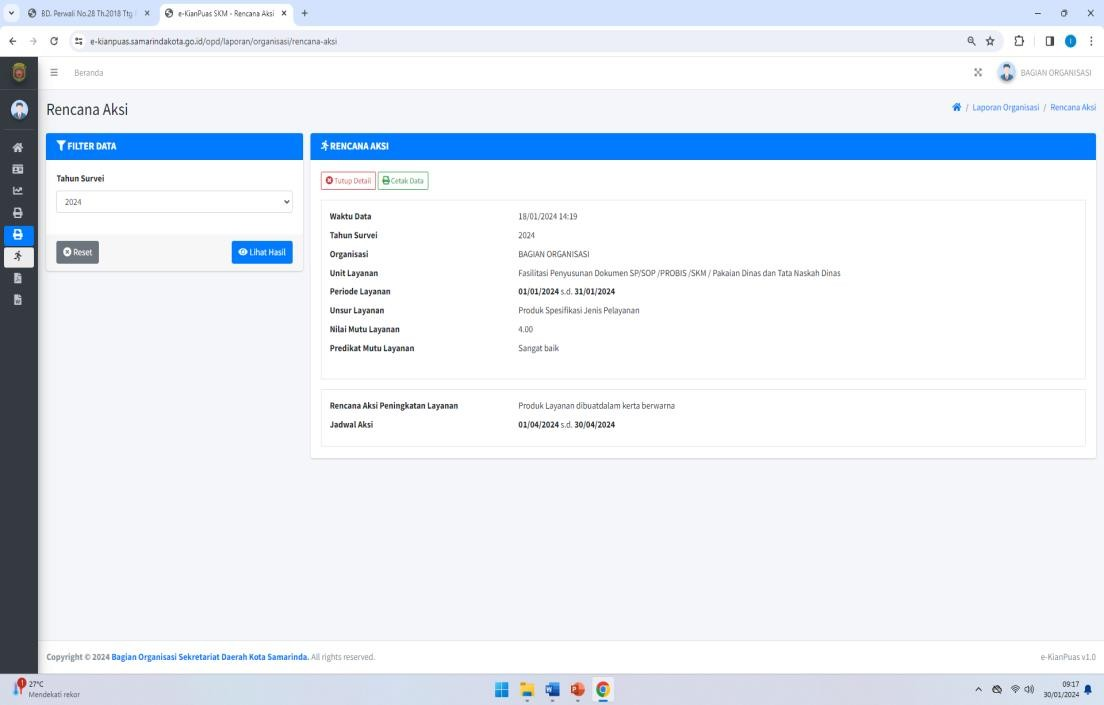 BD. Perwali No.28 Th.2018 Ttg
e-KianPuas SKM - Rencana Aksi
e-kianpuas.samarindakota.go.id/opd/laporan/organisasi/rencana-aksi
Beranda
BAGIAN ORGANISASI
Rencana Aksi
/ Laporan Organisasi / Rencana Aksi
FILTER DATA
Tahun Survei
2024
Reset
Lihat Hasil
RENCANA AKSI
Tutup Detail Cetak Data
Waktu Data 18/01/2024 14:19
Tahun Survei 2024
Organisasi BAGIAN ORGANISASI
Unit Layanan Fasilitasi Penyusunan Dokumen SP/SOP /PROBIS /SKM / Pakaian Dinas dan Tata Naskah Dinas
Periode Layanan 01/01/2024 s.d. 31/01/2024
Unsur Layanan Produk Spesifikasi Jenis Pelayanan
Nilai Mutu Layanan 4.00
Predikat Mutu Layanan Sangat baik
Rencana Aksi Peningkatan Layanan Produk Layanan dibuatdalam kerta berwarna
Jadwal Aksi 01/04/2024 s.d. 30/04/2024
Copyright © 2024 Bagian Organisasi Sekretariat Daerah Kota Samarinda. All rights reserved.
e-KianPuas v1.0
27°C
Mendekati rekor
09:17
30/01/2024